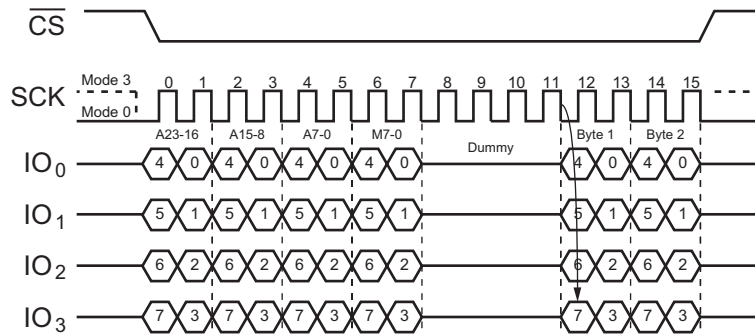 CS
Mode 3
0 1 2 3 4 5 6 7 8 9 10 11 12 13 14 15
SCK
Mode 0
A23-16 A15-8 A7-0 M7-0 Dummy Byte 1 Byte 2
IO0 4 0 4 0 4 0 4 0 4 0 4 0
IO1 5 1 5 1 5 1 5 1 5 1 5 1
IO2 6 2 6 2 6 2 6 2 6 2 6 2
IO3 7 3 7 3 7 3 7 3 7 3 7 3